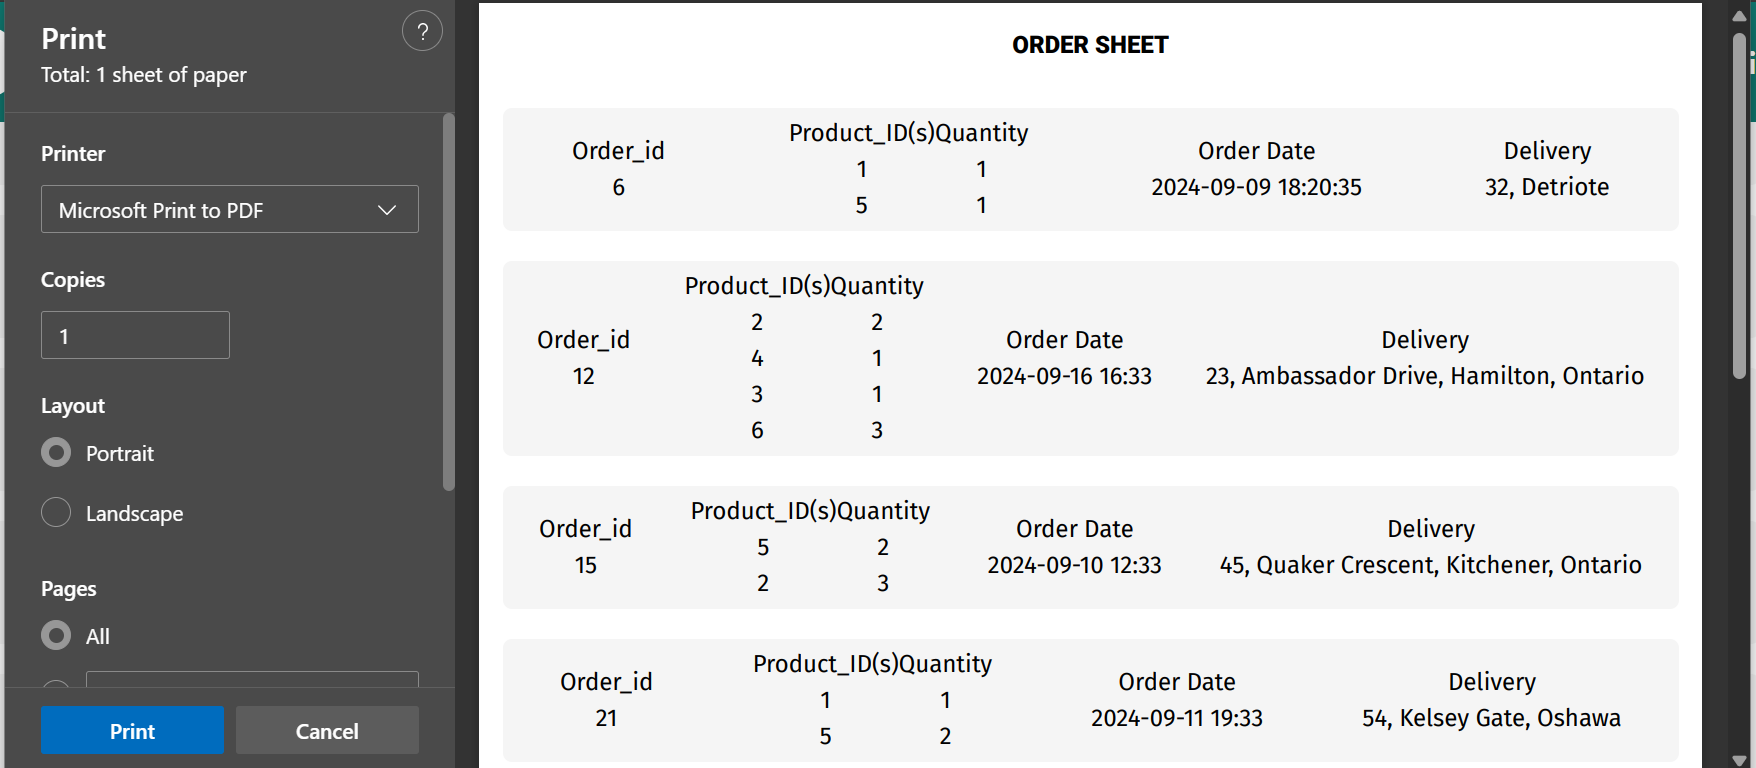 Print
?
Total: 1 sheet of paper
Printer
Microsoft Print to PDF
Copies
1
Layout
Portrait
Landscape
Pages
All
Print
Cancel
ORDER SHEET
Order_id
6
Product_ID(s)Quantity
1 1
5 1
Order Date
2024-09-09 18:20:35
Delivery
32, Detriote
Order_id
12
Product_ID(s)Quantity
2 2
4 1
3 1
6 3
Order Date
2024-09-16 16:33
Delivery
23, Ambassador Drive, Hamilton, Ontario
Order_id
15
Product_ID(s)Quantity
5 2
2 3
Order Date
2024-09-10 12:33
Delivery
45, Quaker Crescent, Kitchener, Ontario
Order_id
21
Product_ID(s)Quantity
1 1
5 2
Order Date
2024-09-11 19:33
Delivery
54, Kelsey Gate, Oshawa